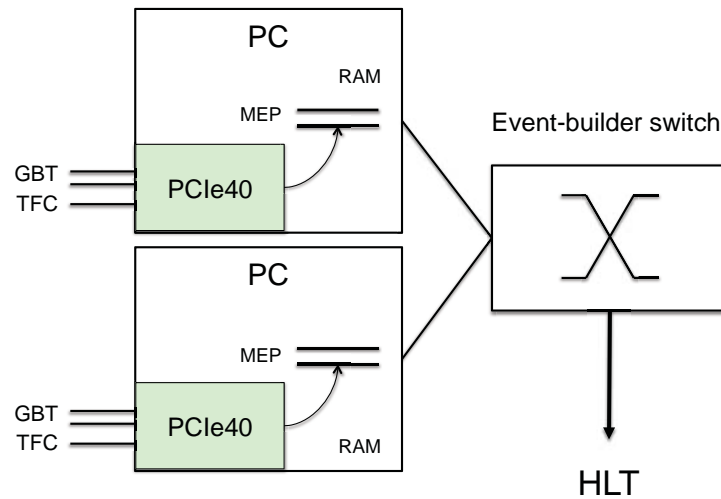 PC
RAM
MEP
GBT
PCIe40
TFC
Event-builder switch
PC
MEP
GBT
PCIe40
TFC
RAM
HLT